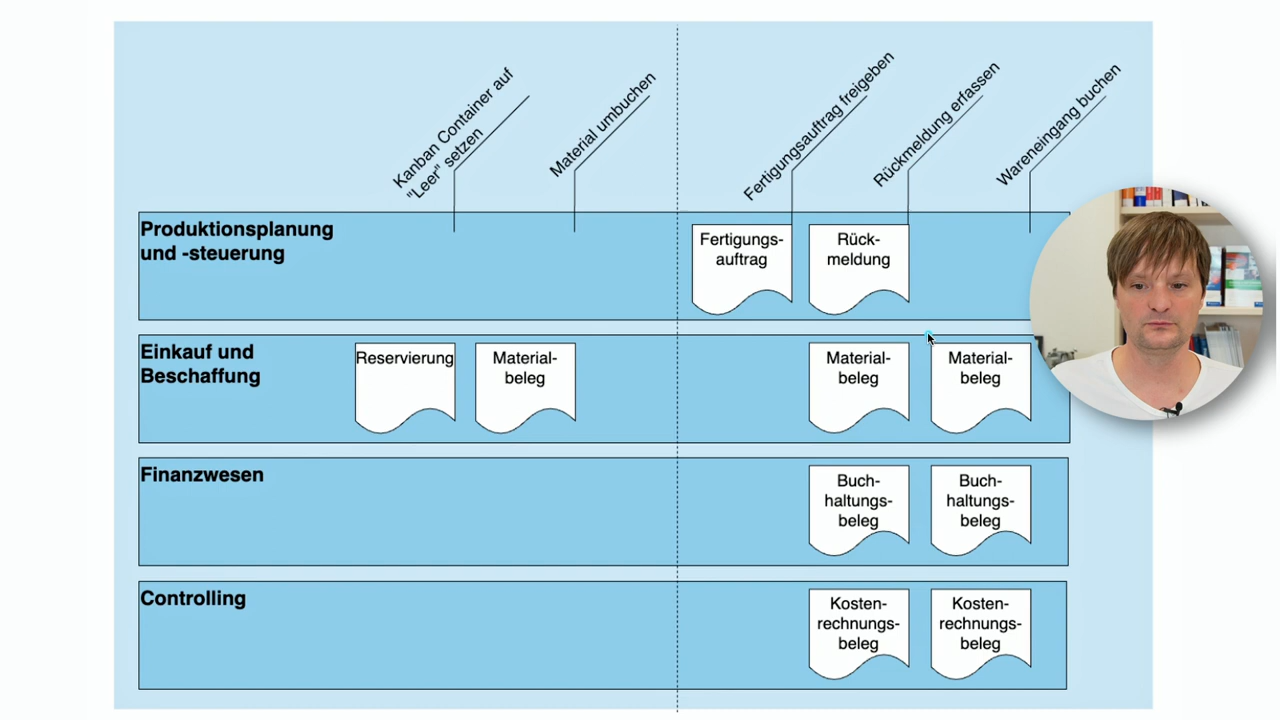 Kanban Container auf
"Leer" setzen
Material umbuchen
Fertigungsauftrag freigeben
Rückmeldung erfassen
Wareneingang buchen
Produktionsplanung
und -steuerung
Fertigungs-
auftrag
Rück-
meldung
Einkauf und
Beschaffung
Reservierung
Material-
beleg
Material-
beleg
Material-
beleg
Finanzwesen
Buch-
haltungs-
beleg
Buch-
haltungs-
beleg
Controlling
Kosten-
rechnungs-
beleg
Kosten-
rechnungs-
beleg